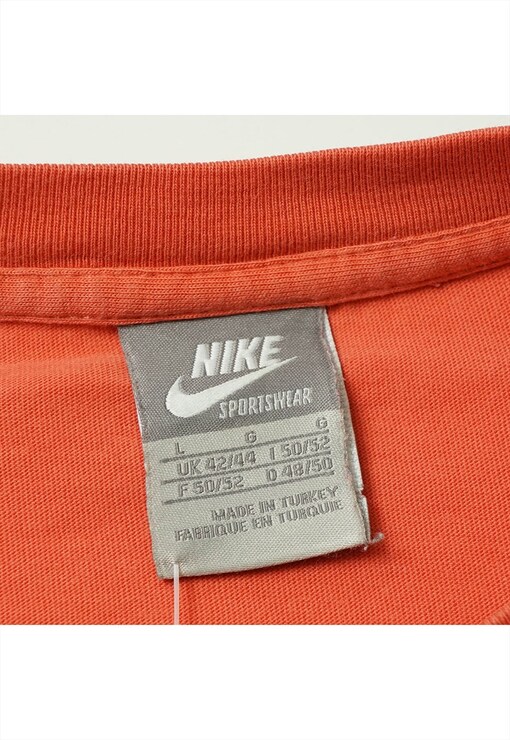 NIKE
SPORTSWEAR
L G G
UK 42/44 I 50/52
F 50/52 D 48/50
MADE IN TURKEY
FABRIQUE EN TURQUIE